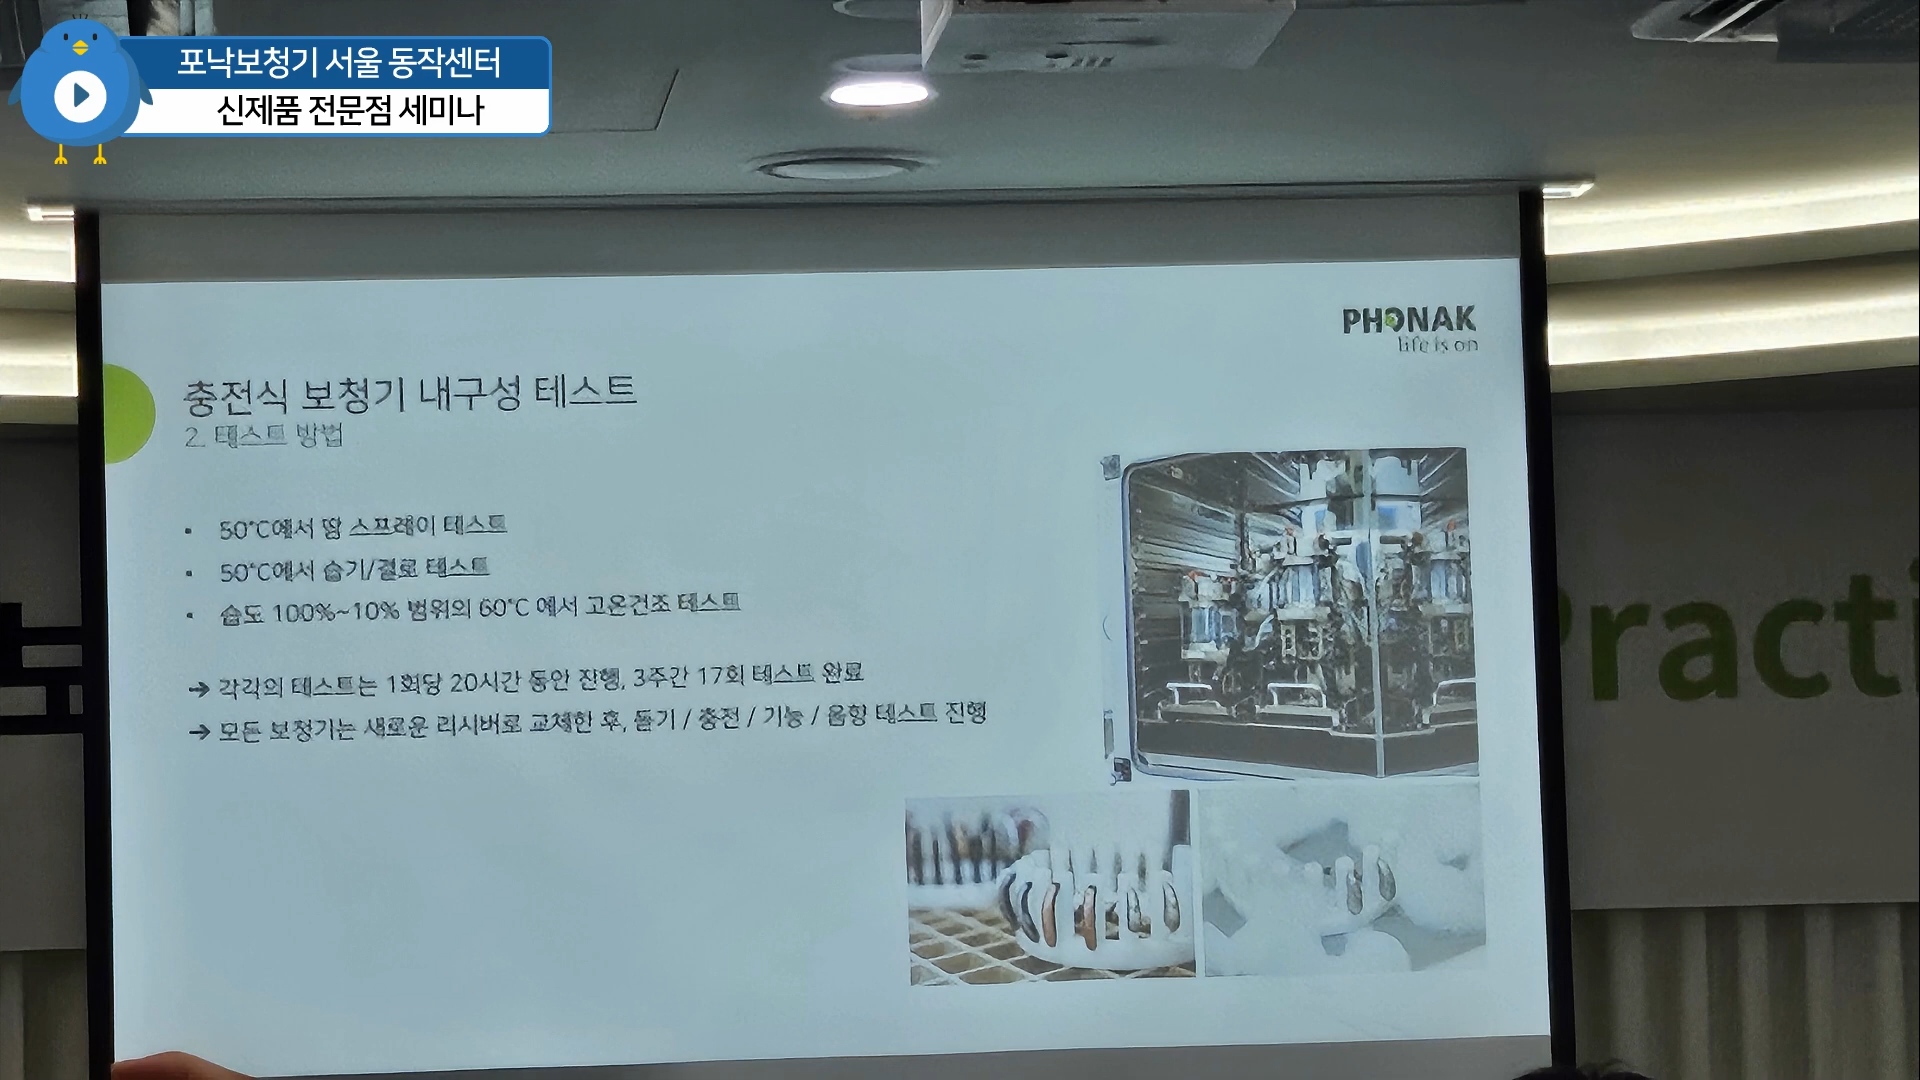 포낙보청기 서울 동작센터
신제품 전문점 세미나
PHONAK
life is on
충전식 보청기 내구성 테스트
2. 테스트 방법
• 50°C에서 땀 스프레이 테스트
• 50°C에서 습기/결로 테스트
• 습도 100%~10% 범위의 60°C 에서 고온건조 테스트
→ 각각의 테스트는 1회당 20시간 동안 진행, 3주간 17회 테스트 완료
→ 모든 보청기는 새로운 리시버로 교체한 후, 듣기 / 충전 / 기능 / 음향 테스트 진행
Practi